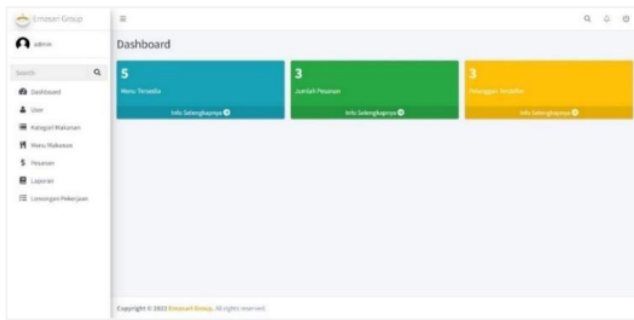 Emasari Group
admin
Search
Dashboard
User
Kategori Makanan
Menu Makanan
Pesanan
Laporan
Lowongan Pekerjaan
Dashboard
5
Menu Tersedia
Info Selengkapnya
3
Jumlah Pesanan
Info Selengkapnya
3
Pelanggan Terdaftar
Info Selengkapnya
Copyright © 2022 Emasari Group. All rights reserved.